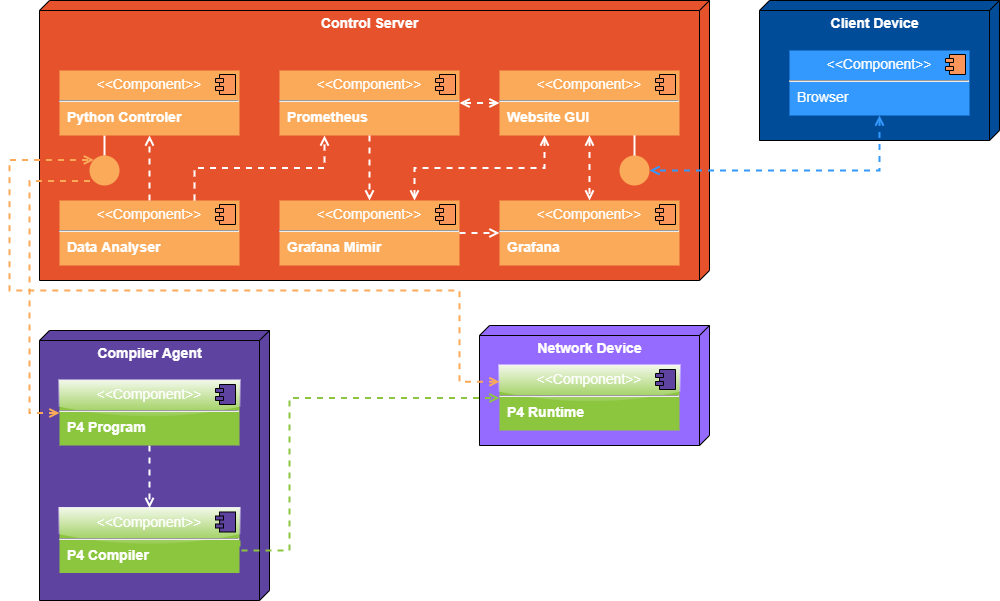 Control Server
<<Component>>
Python Controler
<<Component>>
Prometheus
<<Component>>
Website GUI
<<Component>>
Data Analyser
<<Component>>
Grafana Mimir
<<Component>>
Grafana
Client Device
<<Component>>
Browser
Compiler Agent
<<Component>>
P4 Program
<<Component>>
P4 Compiler
Network Device
<<Component>>
P4 Runtime